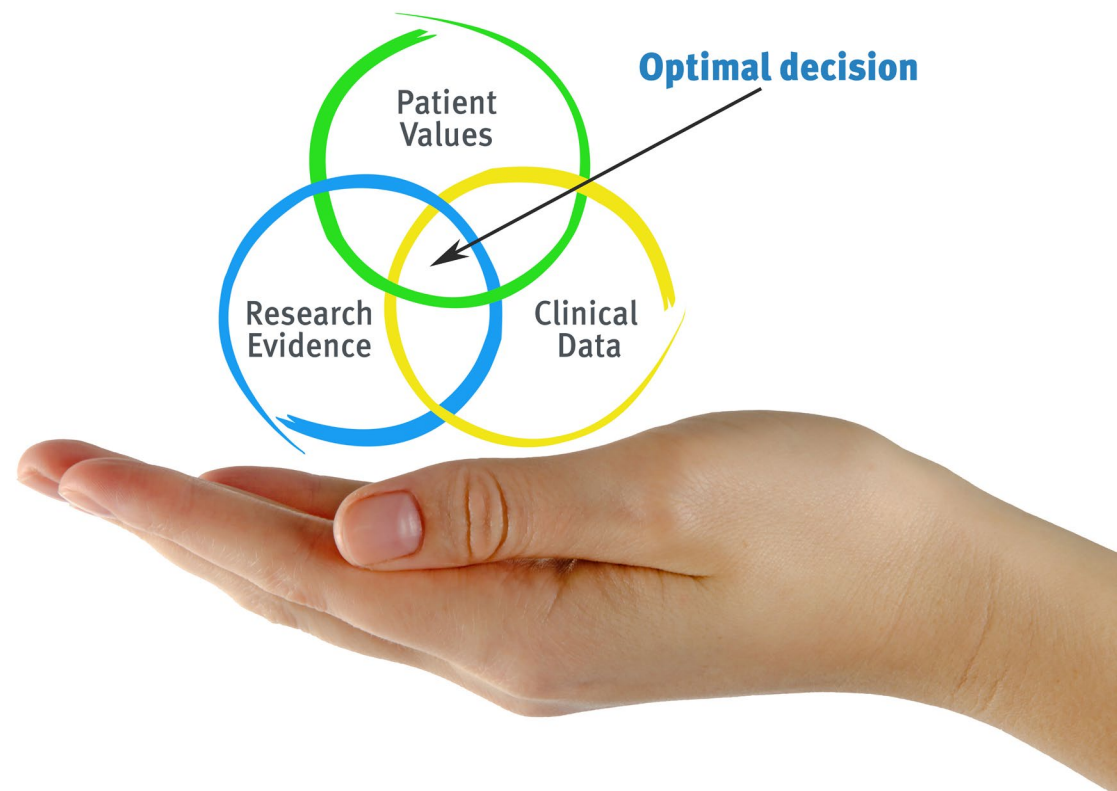 Optimal decision
Patient
Values
Research
Evidence
Clinical
Data